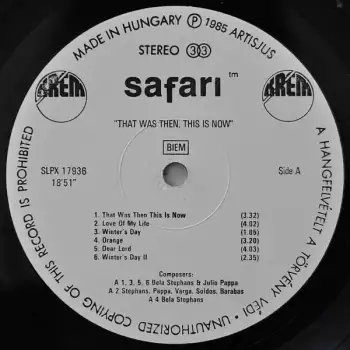 MADE IN HUNGARY Ⓟ 1985 ARTISJUS
STEREO 33
KREM
safari™
KREM
"THAT WAS THEN, THIS IS NOW"
BIEM
SLPX 17936
18'51"
Side A
1. That Was Then This Is Now (3.32)
2. Love Of My Life (4.02)
3. Winter's Day (1.05)
4. Orange (3.20)
5. Dear Lord (4.03)
6. Winter's Day II (2.35)
Composers:
A 1, 3, 5, 6 Bela Stephans & Julio Pappa
A 2 Stephans, Pappa, Varga, Soldos, Barabas
A 4 Bela Stephans
A HANGFELVÉTELT A TÖRVÉNY VÉDI • UNAUTHORIZED COPYING OF THIS RECORD IS PROHIBITED